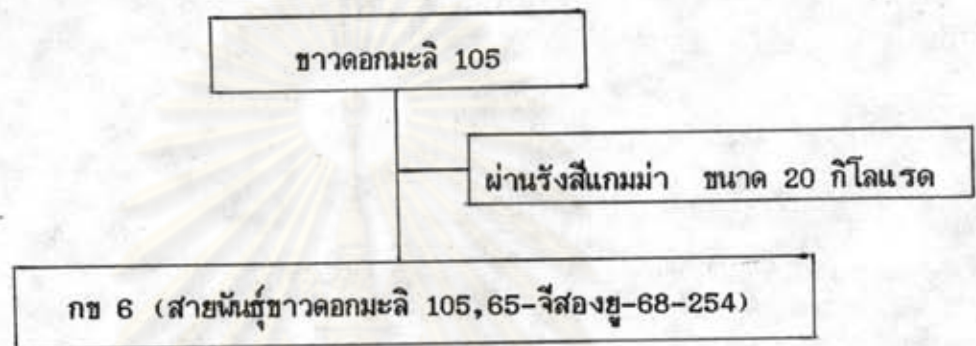 ขาวดอกมะลิ 105
ผ่านรังสีแกมม่า ขนาด 20 กิโลแรด
กข 6 (สายพันธุ์ขาวดอกมะลิ 105,65-จีสองยู-68-254)